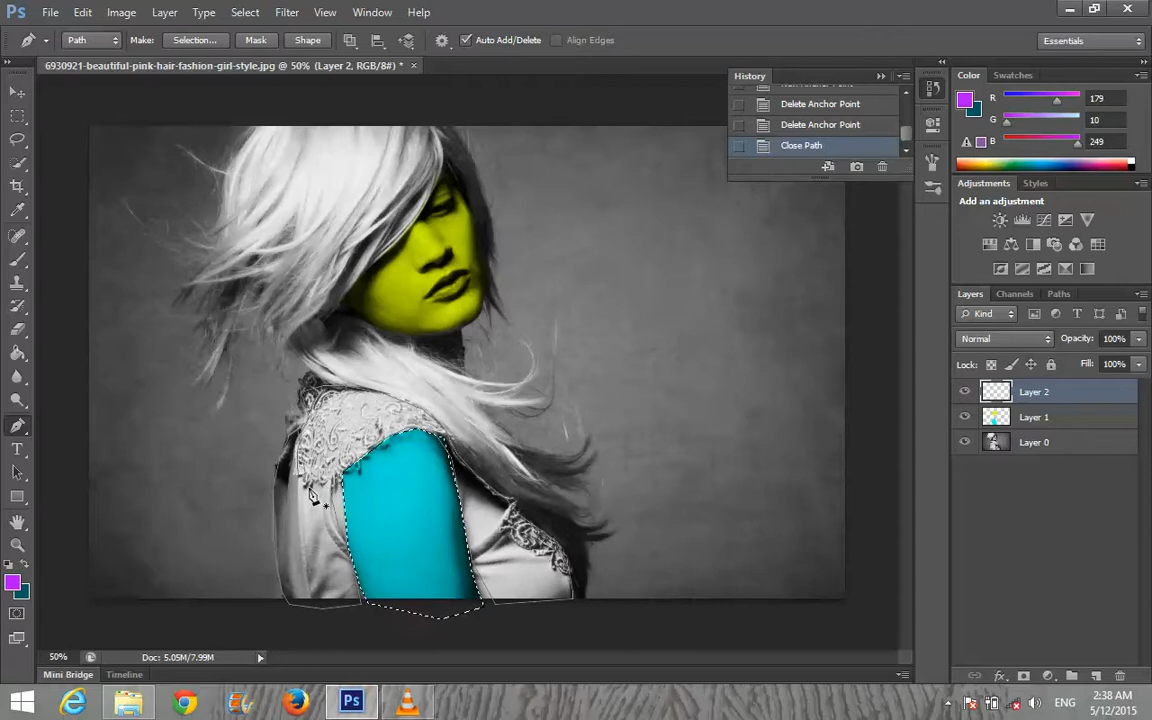 Ps File Edit Image Layer Type Select Filter View Window Help
Path Make: Selection... Mask Shape Auto Add/Delete Align Edges Essentials
6930921-beautiful-pink-hair-fashion-girl-style.jpg @ 50% (Layer 2, RGB/8#) * ×
History
Delete Anchor Point
Delete Anchor Point
Close Path
Color Swatches
R 179
G 10
B 249
Adjustments Styles
Add an adjustment
Layers Channels Paths
Kind
Normal Opacity: 100%
Lock: Fill: 100%
Layer 2
Layer 1
Layer 0
50% Doc: 5.05M/7.99M
Mini Bridge Timeline
Ps ENG 2:38 AM
5/12/2015